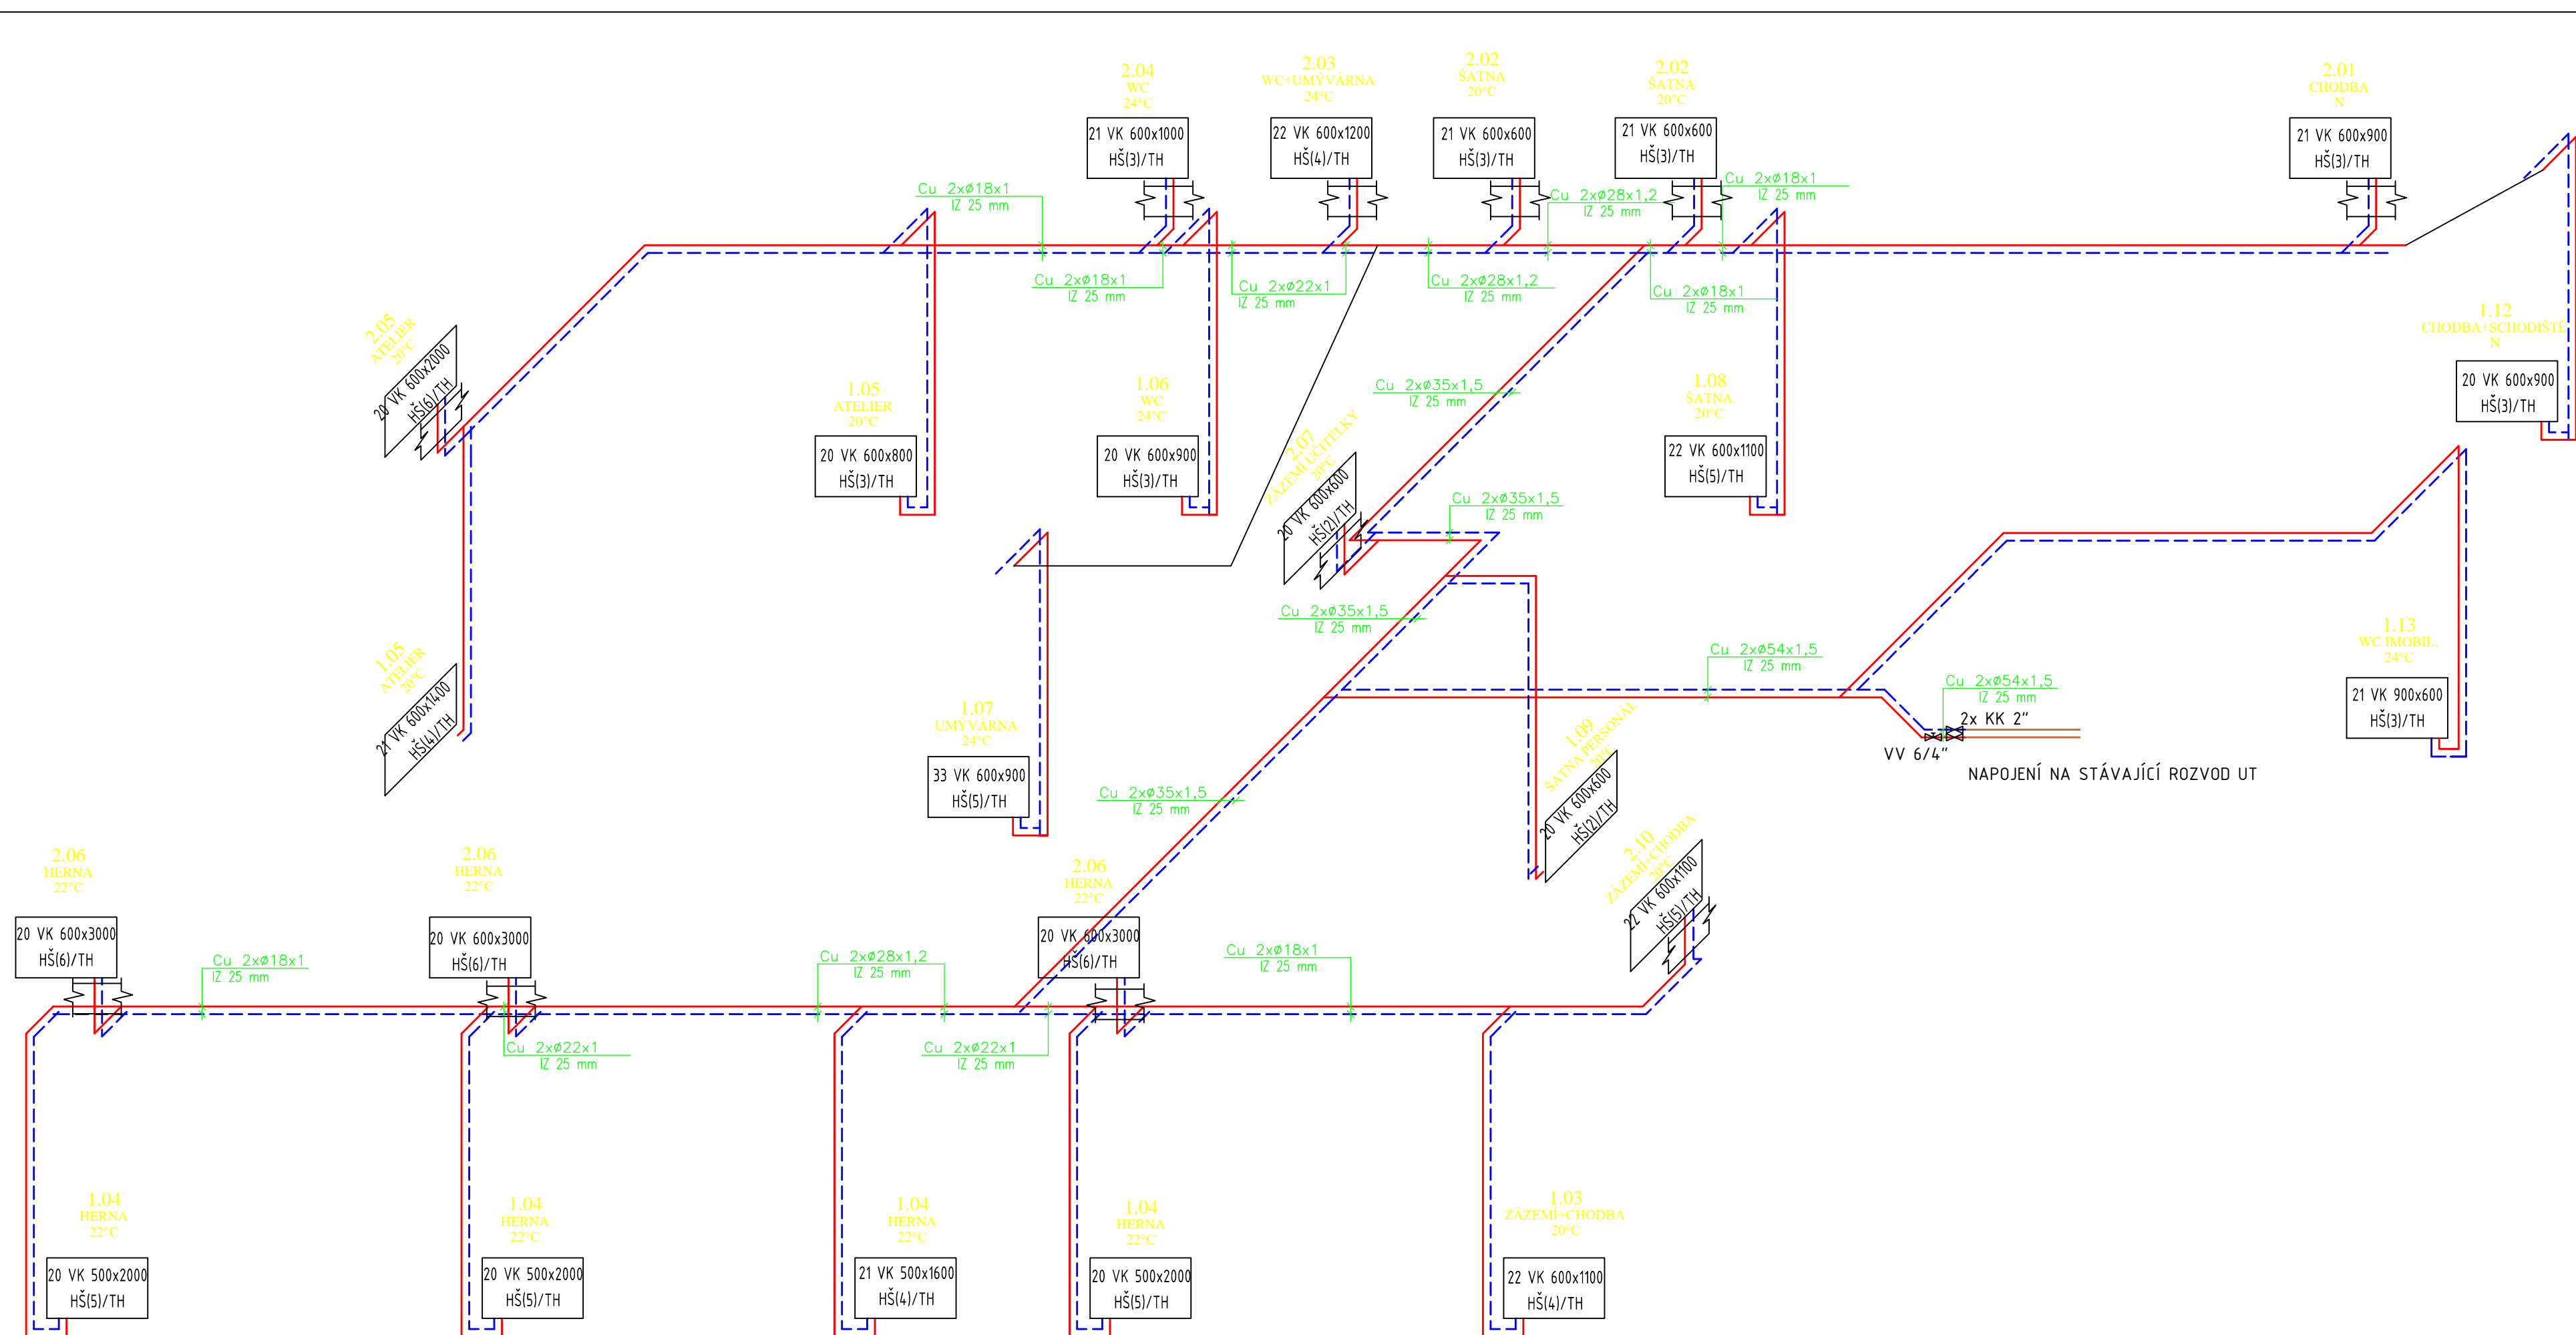 2.04
WC
24°C
21 VK 600x1000
HŠ(3)/TH
2.03
WC+UMÝVÁRNA
24°C
22 VK 600x1200
HŠ(4)/TH
2.02
ŠATNA
20°C
21 VK 600x600
HŠ(3)/TH
2.02
ŠATNA
20°C
21 VK 600x600
HŠ(3)/TH
2.01
CHODBA
N
21 VK 600x900
HŠ(3)/TH
Cu 2xø18x1
IZ 25 mm
Cu 2xø28x1,2
IZ 25 mm
Cu 2xø18x1
IZ 25 mm
Cu 2xø18x1
IZ 25 mm
Cu 2xø22x1
IZ 25 mm
Cu 2xø28x1,2
IZ 25 mm
Cu 2xø18x1
IZ 25 mm
2.05
ATELIER
20°C
20 VK 600x2000
HŠ(6)/TH
1.05
ATELIER
20°C
20 VK 600x800
HŠ(3)/TH
1.06
WC
24°C
20 VK 600x900
HŠ(3)/TH
Cu 2xø35x1,5
IZ 25 mm
2.07
ZÁZEMÍ UČITELKY
20°C
20 VK 600x600
HŠ(2)/TH
1.08
ŠATNA
20°C
22 VK 600x1100
HŠ(5)/TH
1.12
CHODBA+SCHODIŠTĚ
N
20 VK 600x900
HŠ(3)/TH
Cu 2xø35x1,5
IZ 25 mm
Cu 2xø35x1,5
IZ 25 mm
1.05
ATELIER
20°C
21 VK 600x1400
HŠ(4)/TH
1.07
UMÝVÁRNA
24°C
33 VK 600x900
HŠ(5)/TH
Cu 2xø54x1,5
IZ 25 mm
Cu 2xø54x1,5
IZ 25 mm
2x KK 2"
VV 6/4"
NAPOJENÍ NA STÁVAJÍCÍ ROZVOD UT
1.13
WC IMOBIL.
24°C
21 VK 900x600
HŠ(3)/TH
1.09
ŠATNA PERSONÁL
20°C
20 VK 600x600
HŠ(2)/TH
Cu 2xø35x1,5
IZ 25 mm
2.10
ZÁZEMÍ+CHODBA
20°C
22 VK 600x1100
HŠ(5)/TH
2.06
HERNA
22°C
20 VK 600x3000
HŠ(6)/TH
2.06
HERNA
22°C
20 VK 600x3000
HŠ(6)/TH
2.06
HERNA
22°C
20 VK 600x3000
HŠ(6)/TH
Cu 2xø18x1
IZ 25 mm
Cu 2xø28x1,2
IZ 25 mm
Cu 2xø18x1
IZ 25 mm
Cu 2xø22x1
IZ 25 mm
Cu 2xø22x1
IZ 25 mm
1.04
HERNA
22°C
20 VK 500x2000
HŠ(5)/TH
1.04
HERNA
22°C
20 VK 500x2000
HŠ(5)/TH
1.04
HERNA
22°C
21 VK 500x1600
HŠ(4)/TH
1.04
HERNA
22°C
20 VK 500x2000
HŠ(5)/TH
1.03
ZÁZEMÍ+CHODBA
20°C
22 VK 600x1100
HŠ(4)/TH